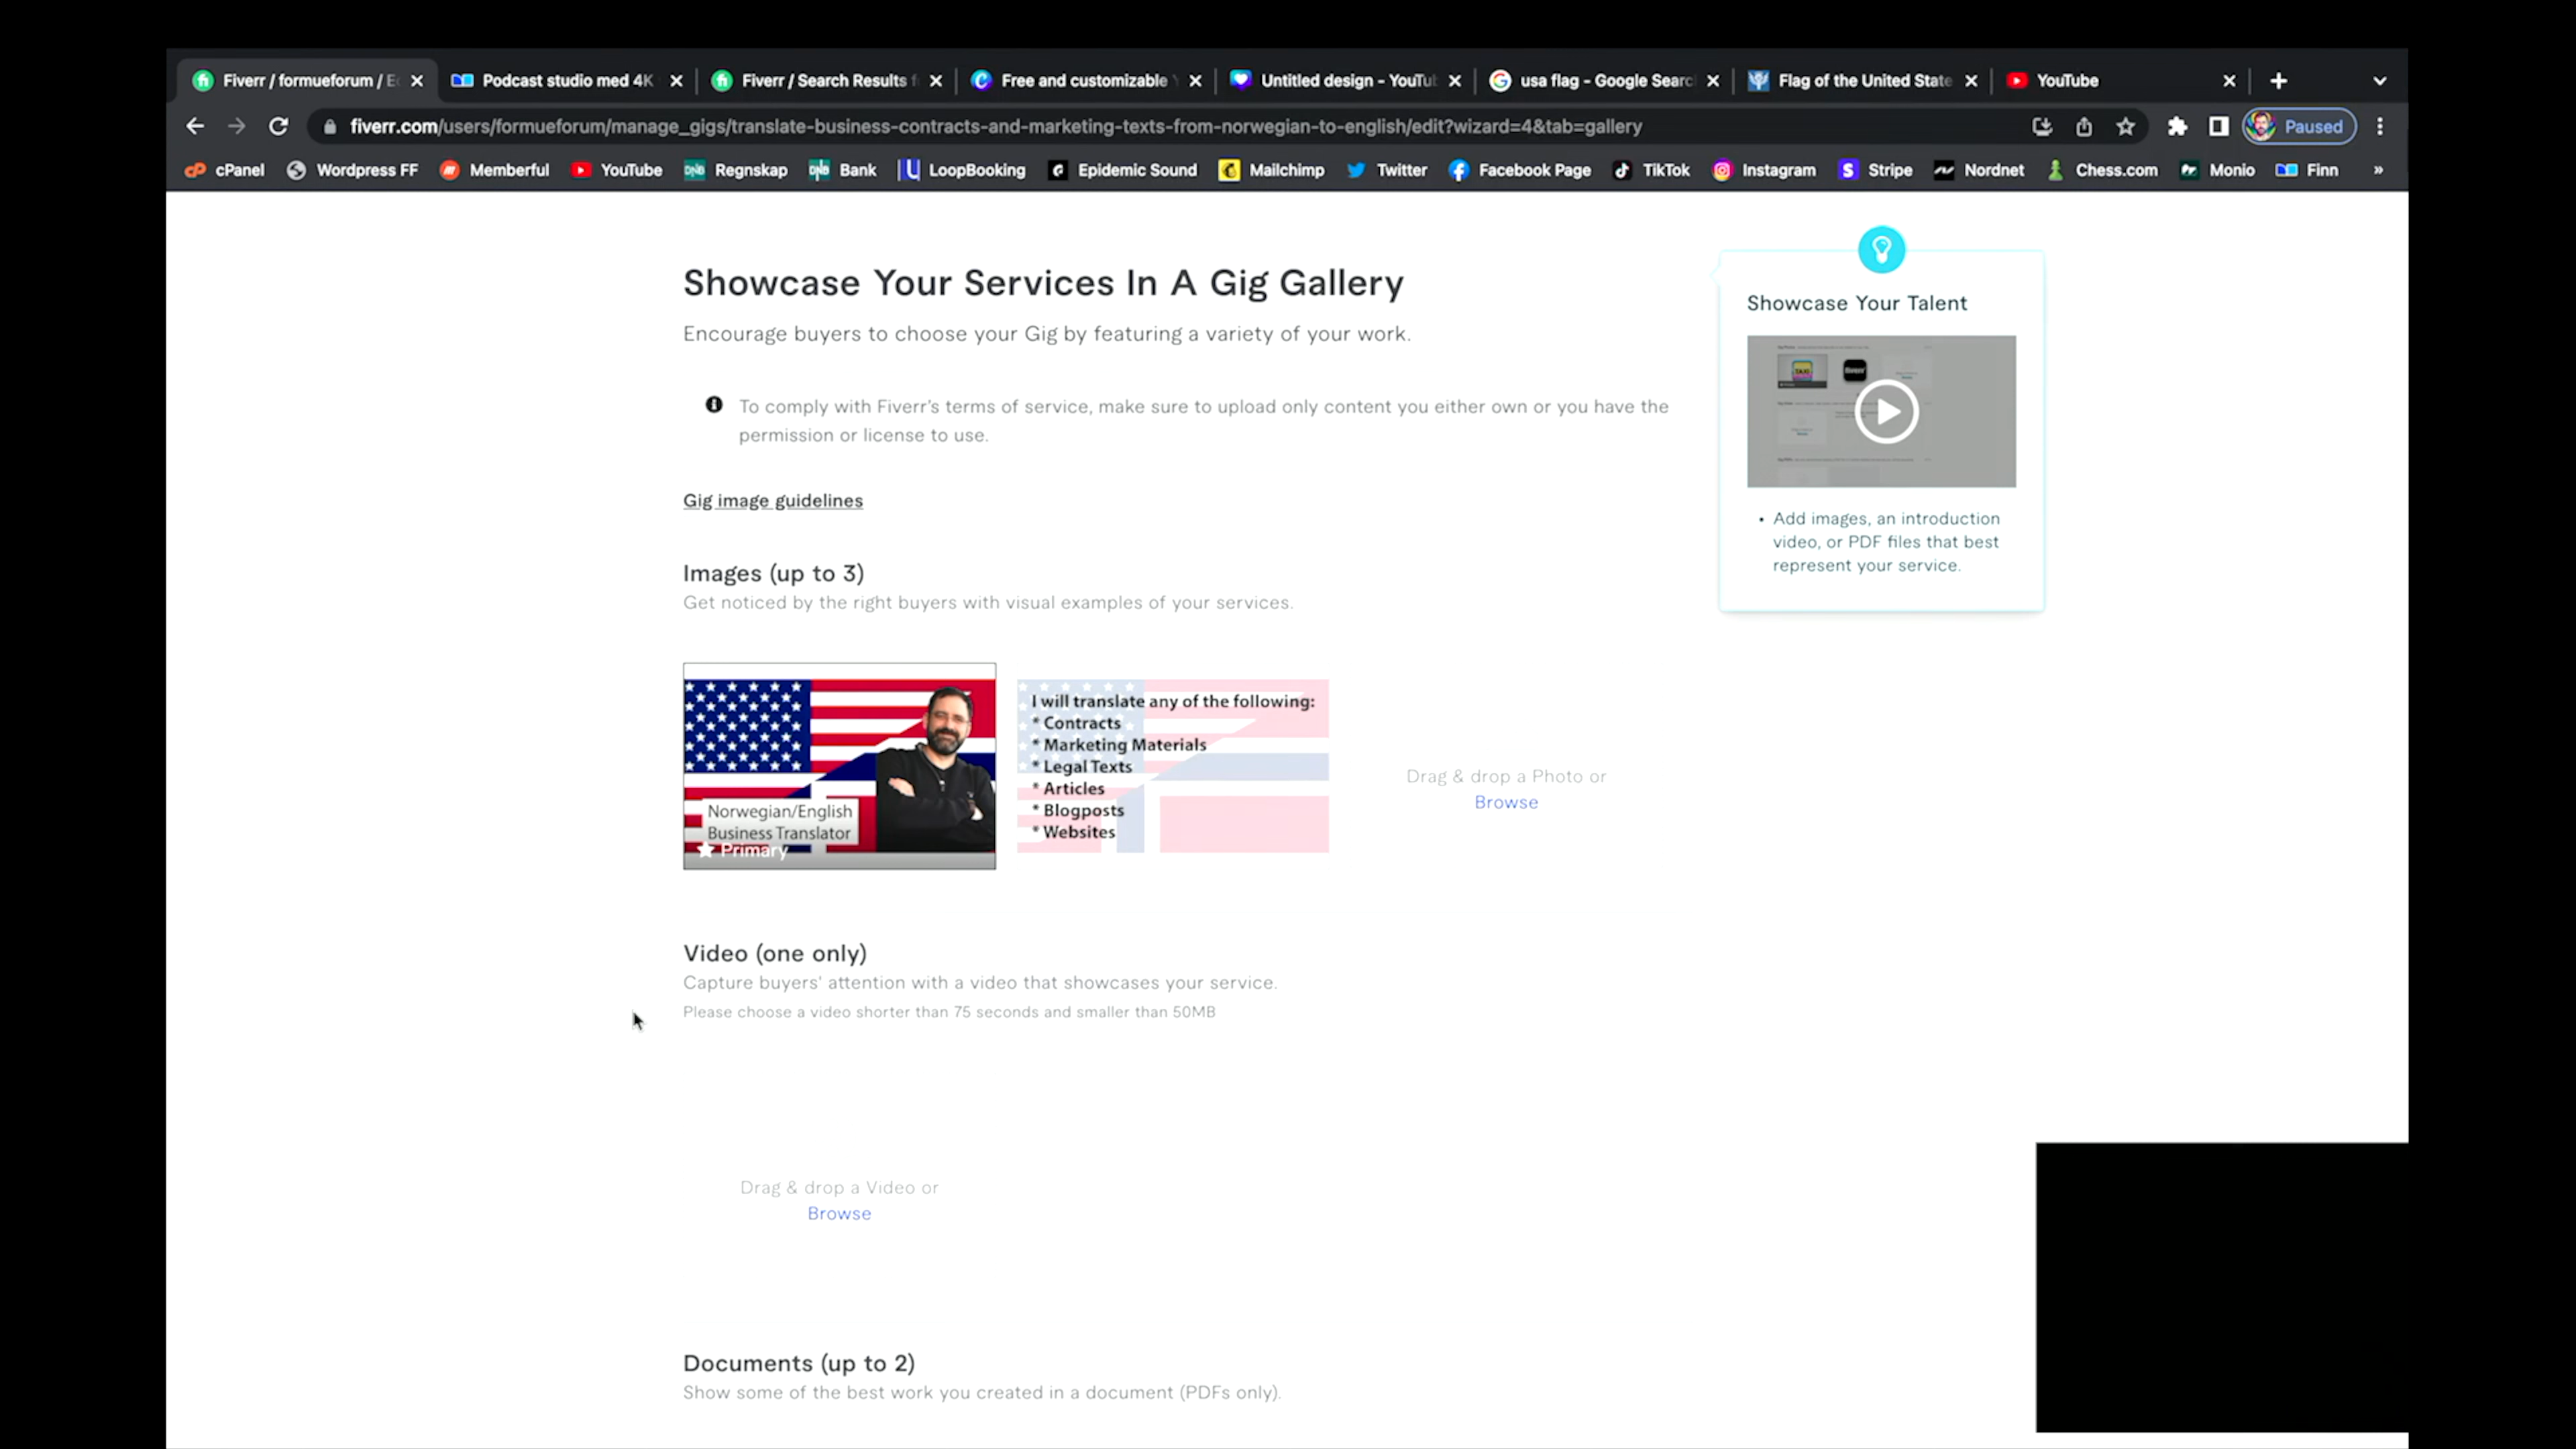 Fiverr / formueforum / E
Podcast studio med 4K
Fiverr / Search Results f
Free and customizable
Untitled design - YouTu
usa flag - Google Searc
Flag of the United State
YouTube
fiverr.com/users/formueforum/manage_gigs/translate-business-contracts-and-marketing-texts-from-norwegian-to-english/edit?wizard=4&tab=gallery
Paused
cPanel
Wordpress FF
Memberful
YouTube
DNB
Regnskap
DNB
Bank
LoopBooking
Epidemic Sound
Mailchimp
Twitter
Facebook Page
TikTok
Instagram
Stripe
Nordnet
Chess.com
Monio
Finn
»
Showcase Your Services In A Gig Gallery
Encourage buyers to choose your Gig by featuring a variety of your work.
To comply with Fiverr's terms of service, make sure to upload only content you either own or you have the
permission or license to use.
Gig image guidelines
Images (up to 3)
Get noticed by the right buyers with visual examples of your services.
Norwegian/English
Business Translator
Primary
I will translate any of the following:
* Contracts
* Marketing Materials
* Legal Texts
* Articles
* Blogposts
* Websites
Drag & drop a Photo or
Browse
Video (one only)
Capture buyers' attention with a video that showcases your service.
Please choose a video shorter than 75 seconds and smaller than 50MB
Drag & drop a Video or
Browse
Documents (up to 2)
Show some of the best work you created in a document (PDFs only).
Showcase Your Talent
TAXI
fiverr
• Add images, an introduction
video, or PDF files that best
represent your service.